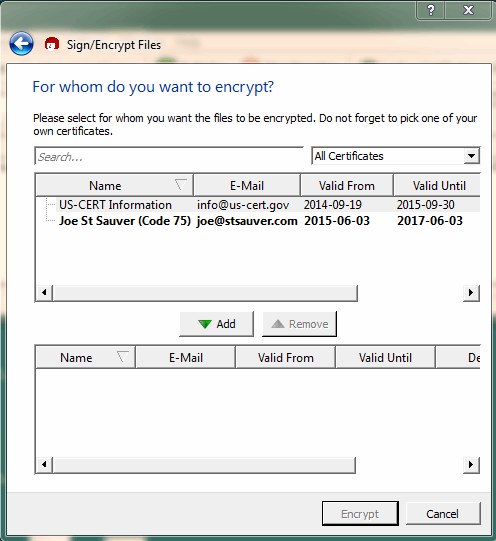 Sign/Encrypt Files
For whom do you want to encrypt?
Please select for whom you want the files to be encrypted. Do not forget to pick one of your
own certificates.
Search...
All Certificates
Name E-Mail Valid From Valid Until
US-CERT Information info@us-cert.gov 2014-09-19 2015-09-30
Joe St Sauver (Code 75) joe@stsauver.com 2015-06-03 2017-06-03
Add Remove
Name E-Mail Valid From Valid Until De
Encrypt Cancel